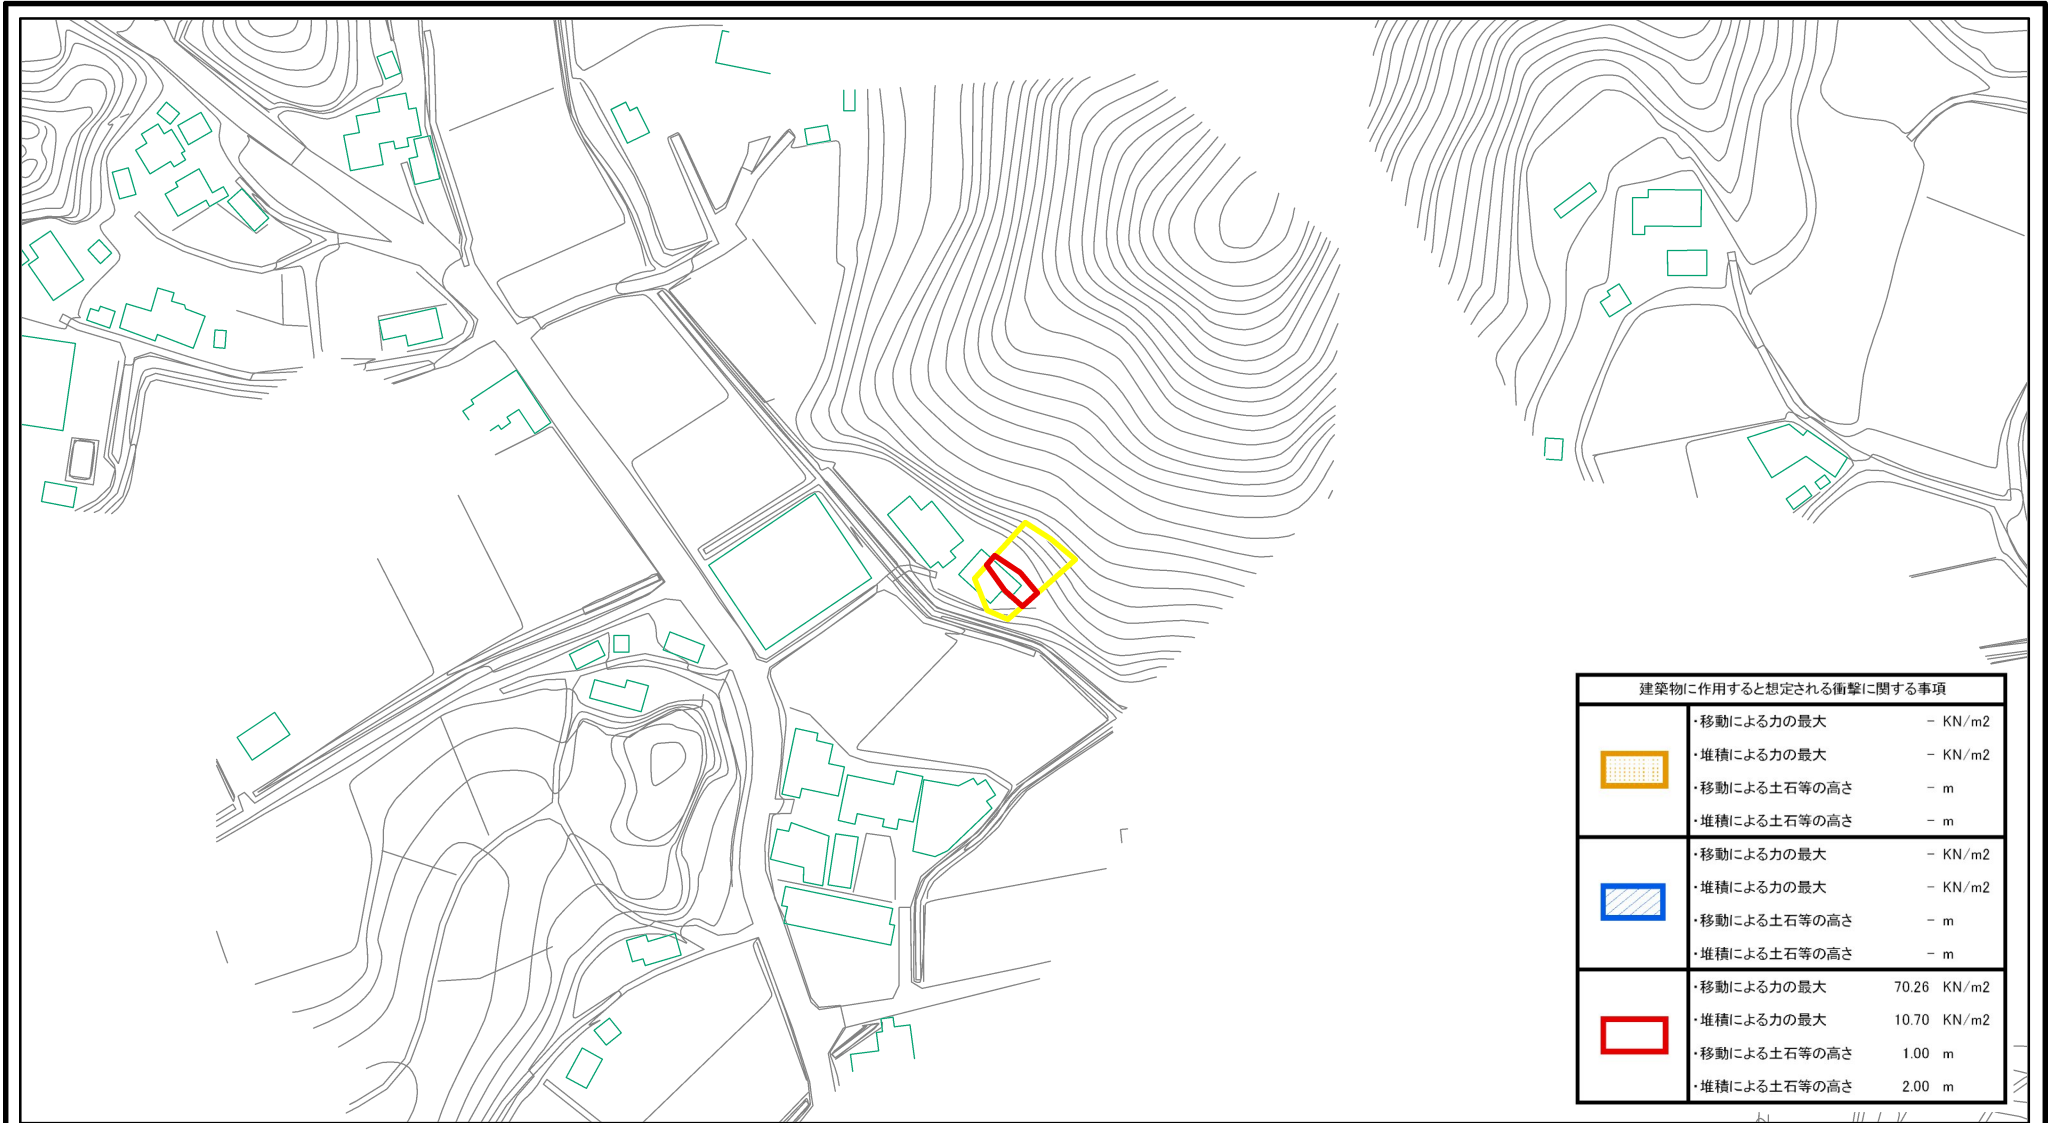 建築物に作用すると想定される衝撃に関する事項
・移動による力の最大 - KN/m2
・堆積による力の最大 - KN/m2
・移動による土石等の高さ - m
・堆積による土石等の高さ - m
・移動による力の最大 - KN/m2
・堆積による力の最大 - KN/m2
・移動による土石等の高さ - m
・堆積による土石等の高さ - m
・移動による力の最大 70.26 KN/m2
・堆積による力の最大 10.70 KN/m2
・移動による土石等の高さ 1.00 m
・堆積による土石等の高さ 2.00 m